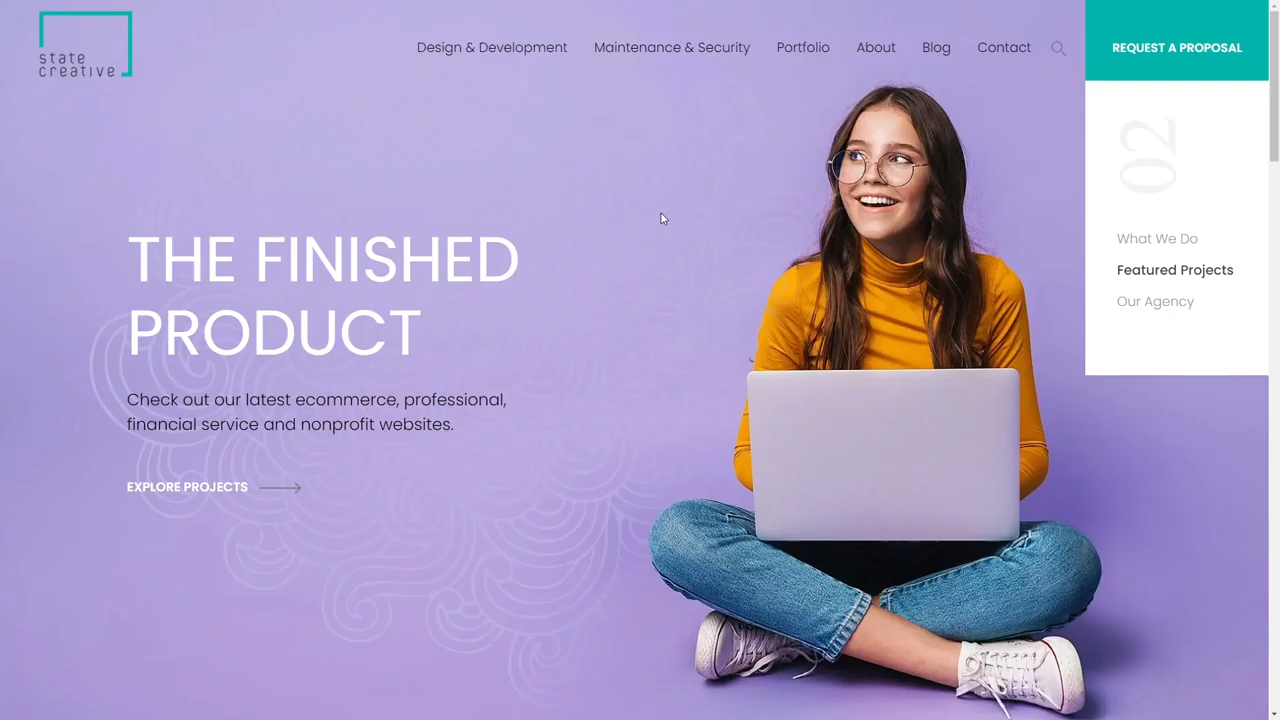 state
creative
Design & Development
Maintenance & Security
Portfolio
About
Blog
Contact
REQUEST A PROPOSAL
02
What We Do
Featured Projects
Our Agency
THE FINISHED
PRODUCT
Check out our latest ecommerce, professional,
financial service and nonprofit websites.
EXPLORE PROJECTS